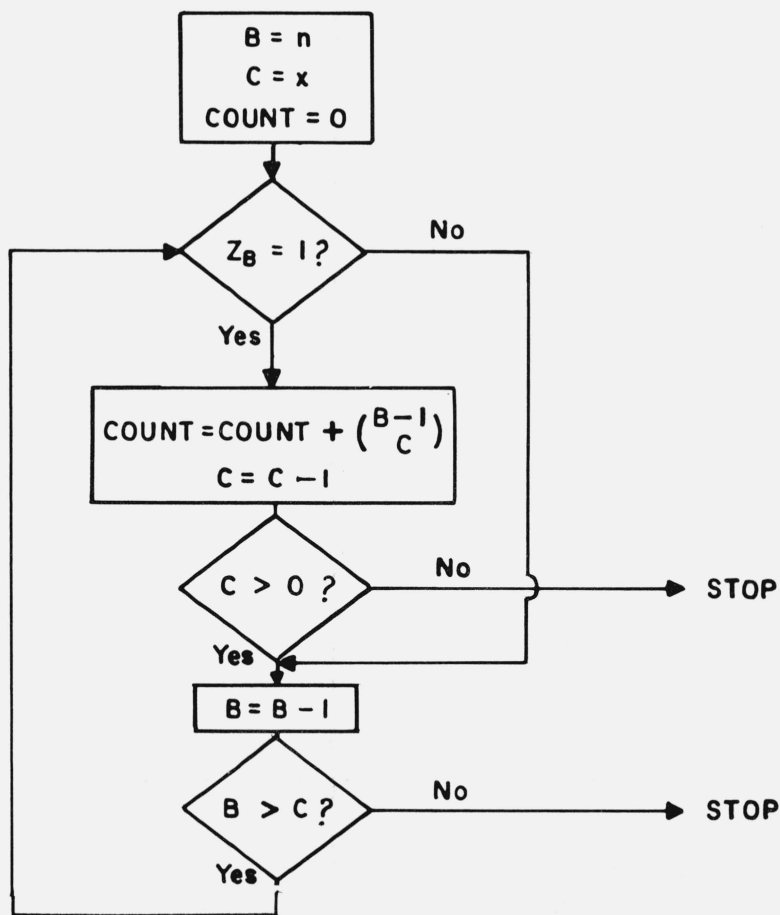 B = n
C = x
COUNT = 0
Z_B = 1?
No
Yes
COUNT = COUNT + (B-1 C)
C = C - 1
C > 0 ?
No
STOP
Yes
B = B - 1
B > C?
No
STOP
Yes